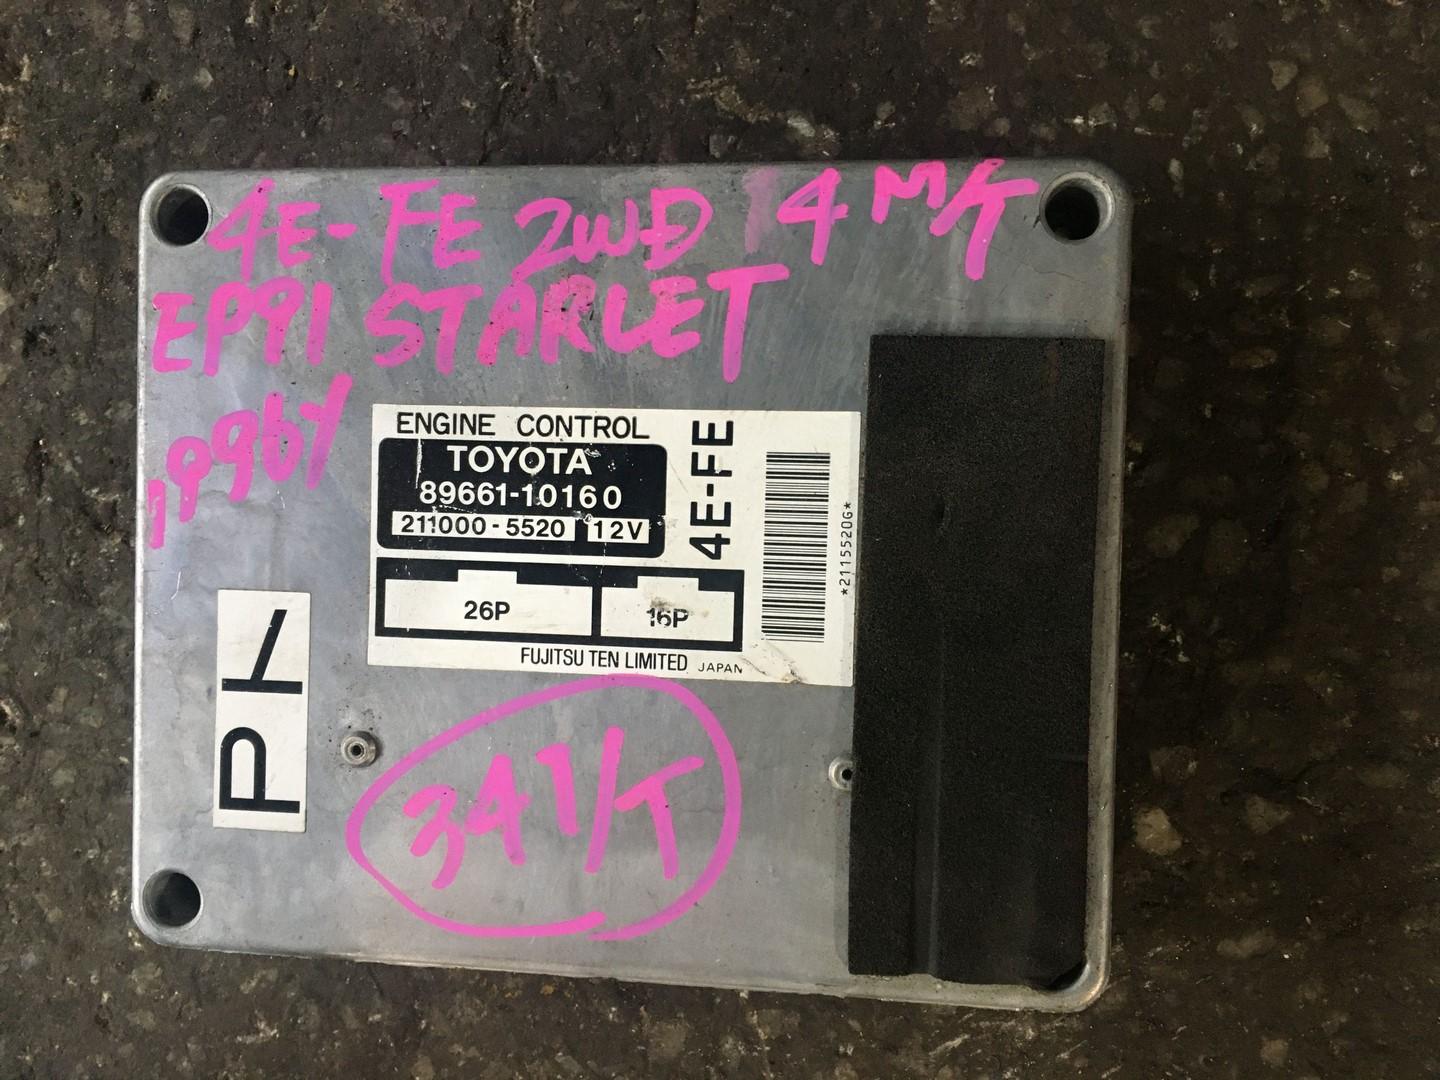 4E-FE 2WD 4 M/T
EP91 STARLET
1996Y
ENGINE CONTROL
TOYOTA
89661-10160
211000-5520 12V
4E-FE
26P 16P
FUJITSU TEN LIMITED JAPAN
*2115520G*
341/T